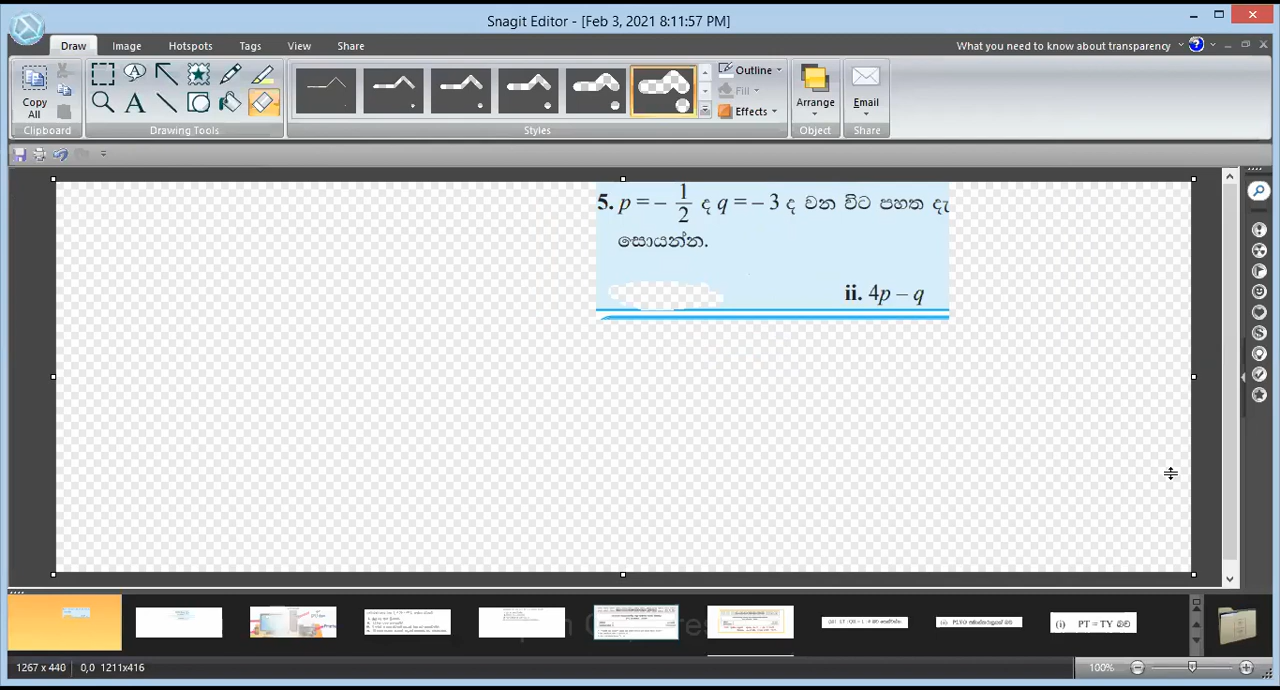 Snagit Editor - [Feb 3, 2021 8:11:57 PM]
Draw Image Hotspots Tags View Share
What you need to know about transparency
Copy All
Outline
Fill
Effects
Arrange
Email
Clipboard Drawing Tools Styles Object Share
5. p = – 1/2 ද q = – 3 ද වන විට පහත දැ
සොයන්න.
ii. 4p – q
(i) PT = TY බව
1267 x 440 0,0 1211x416 100%